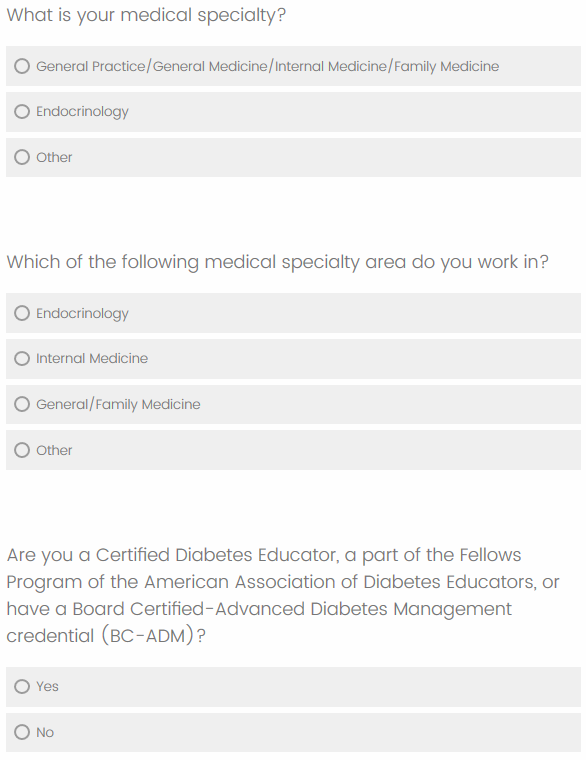 What is your medical specialty?
General Practice/General Medicine/Internal Medicine/Family Medicine
Endocrinology
Other
Which of the following medical specialty area do you work in?
Endocrinology
Internal Medicine
General/Family Medicine
Other
Are you a Certified Diabetes Educator, a part of the Fellows
Program of the American Association of Diabetes Educators, or
have a Board Certified-Advanced Diabetes Management
credential (BC-ADM)?
Yes
No